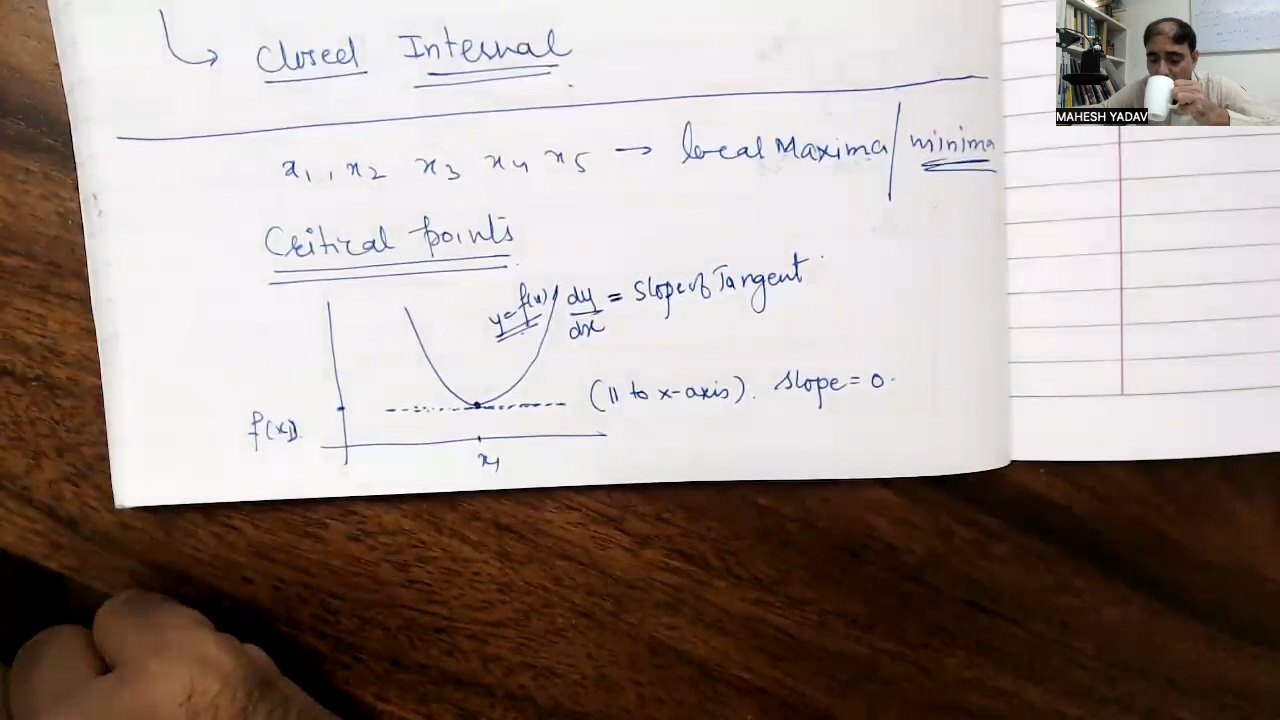 Closed Interval
x1, x2 x3 x4 x5 → local Maxima / minima
Critical points
y=f(x) dy/dx = Slope of Tangent
(|| to x-axis). Slope = 0.
f(x1).
x1
MAHESH YADAV